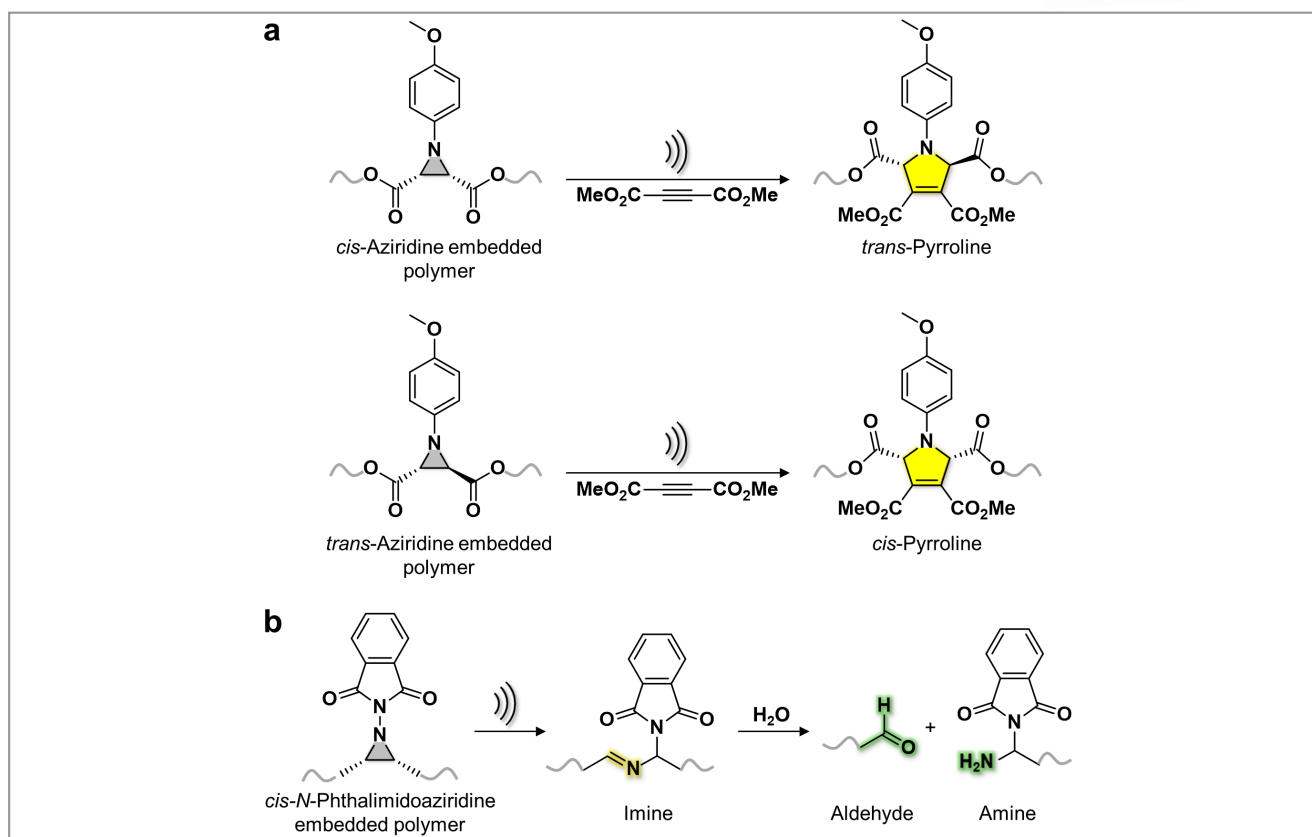 a
O
N
O
O
O
O
cis-Aziridine embedded
polymer
MeO₂C
CO₂Me
O
O
N
O
O
O
MeO₂C
CO₂Me
trans-Pyrroline
O
N
O
O
O
O
trans-Aziridine embedded
polymer
MeO₂C
CO₂Me
O
O
N
O
O
O
MeO₂C
CO₂Me
cis-Pyrroline
b
O
O
N
N
cis-N-Phthalimidoaziridine
embedded polymer
O
O
N
N
Imine
H₂O
H
O
Aldehyde
+
O
O
N
H₂N
Amine